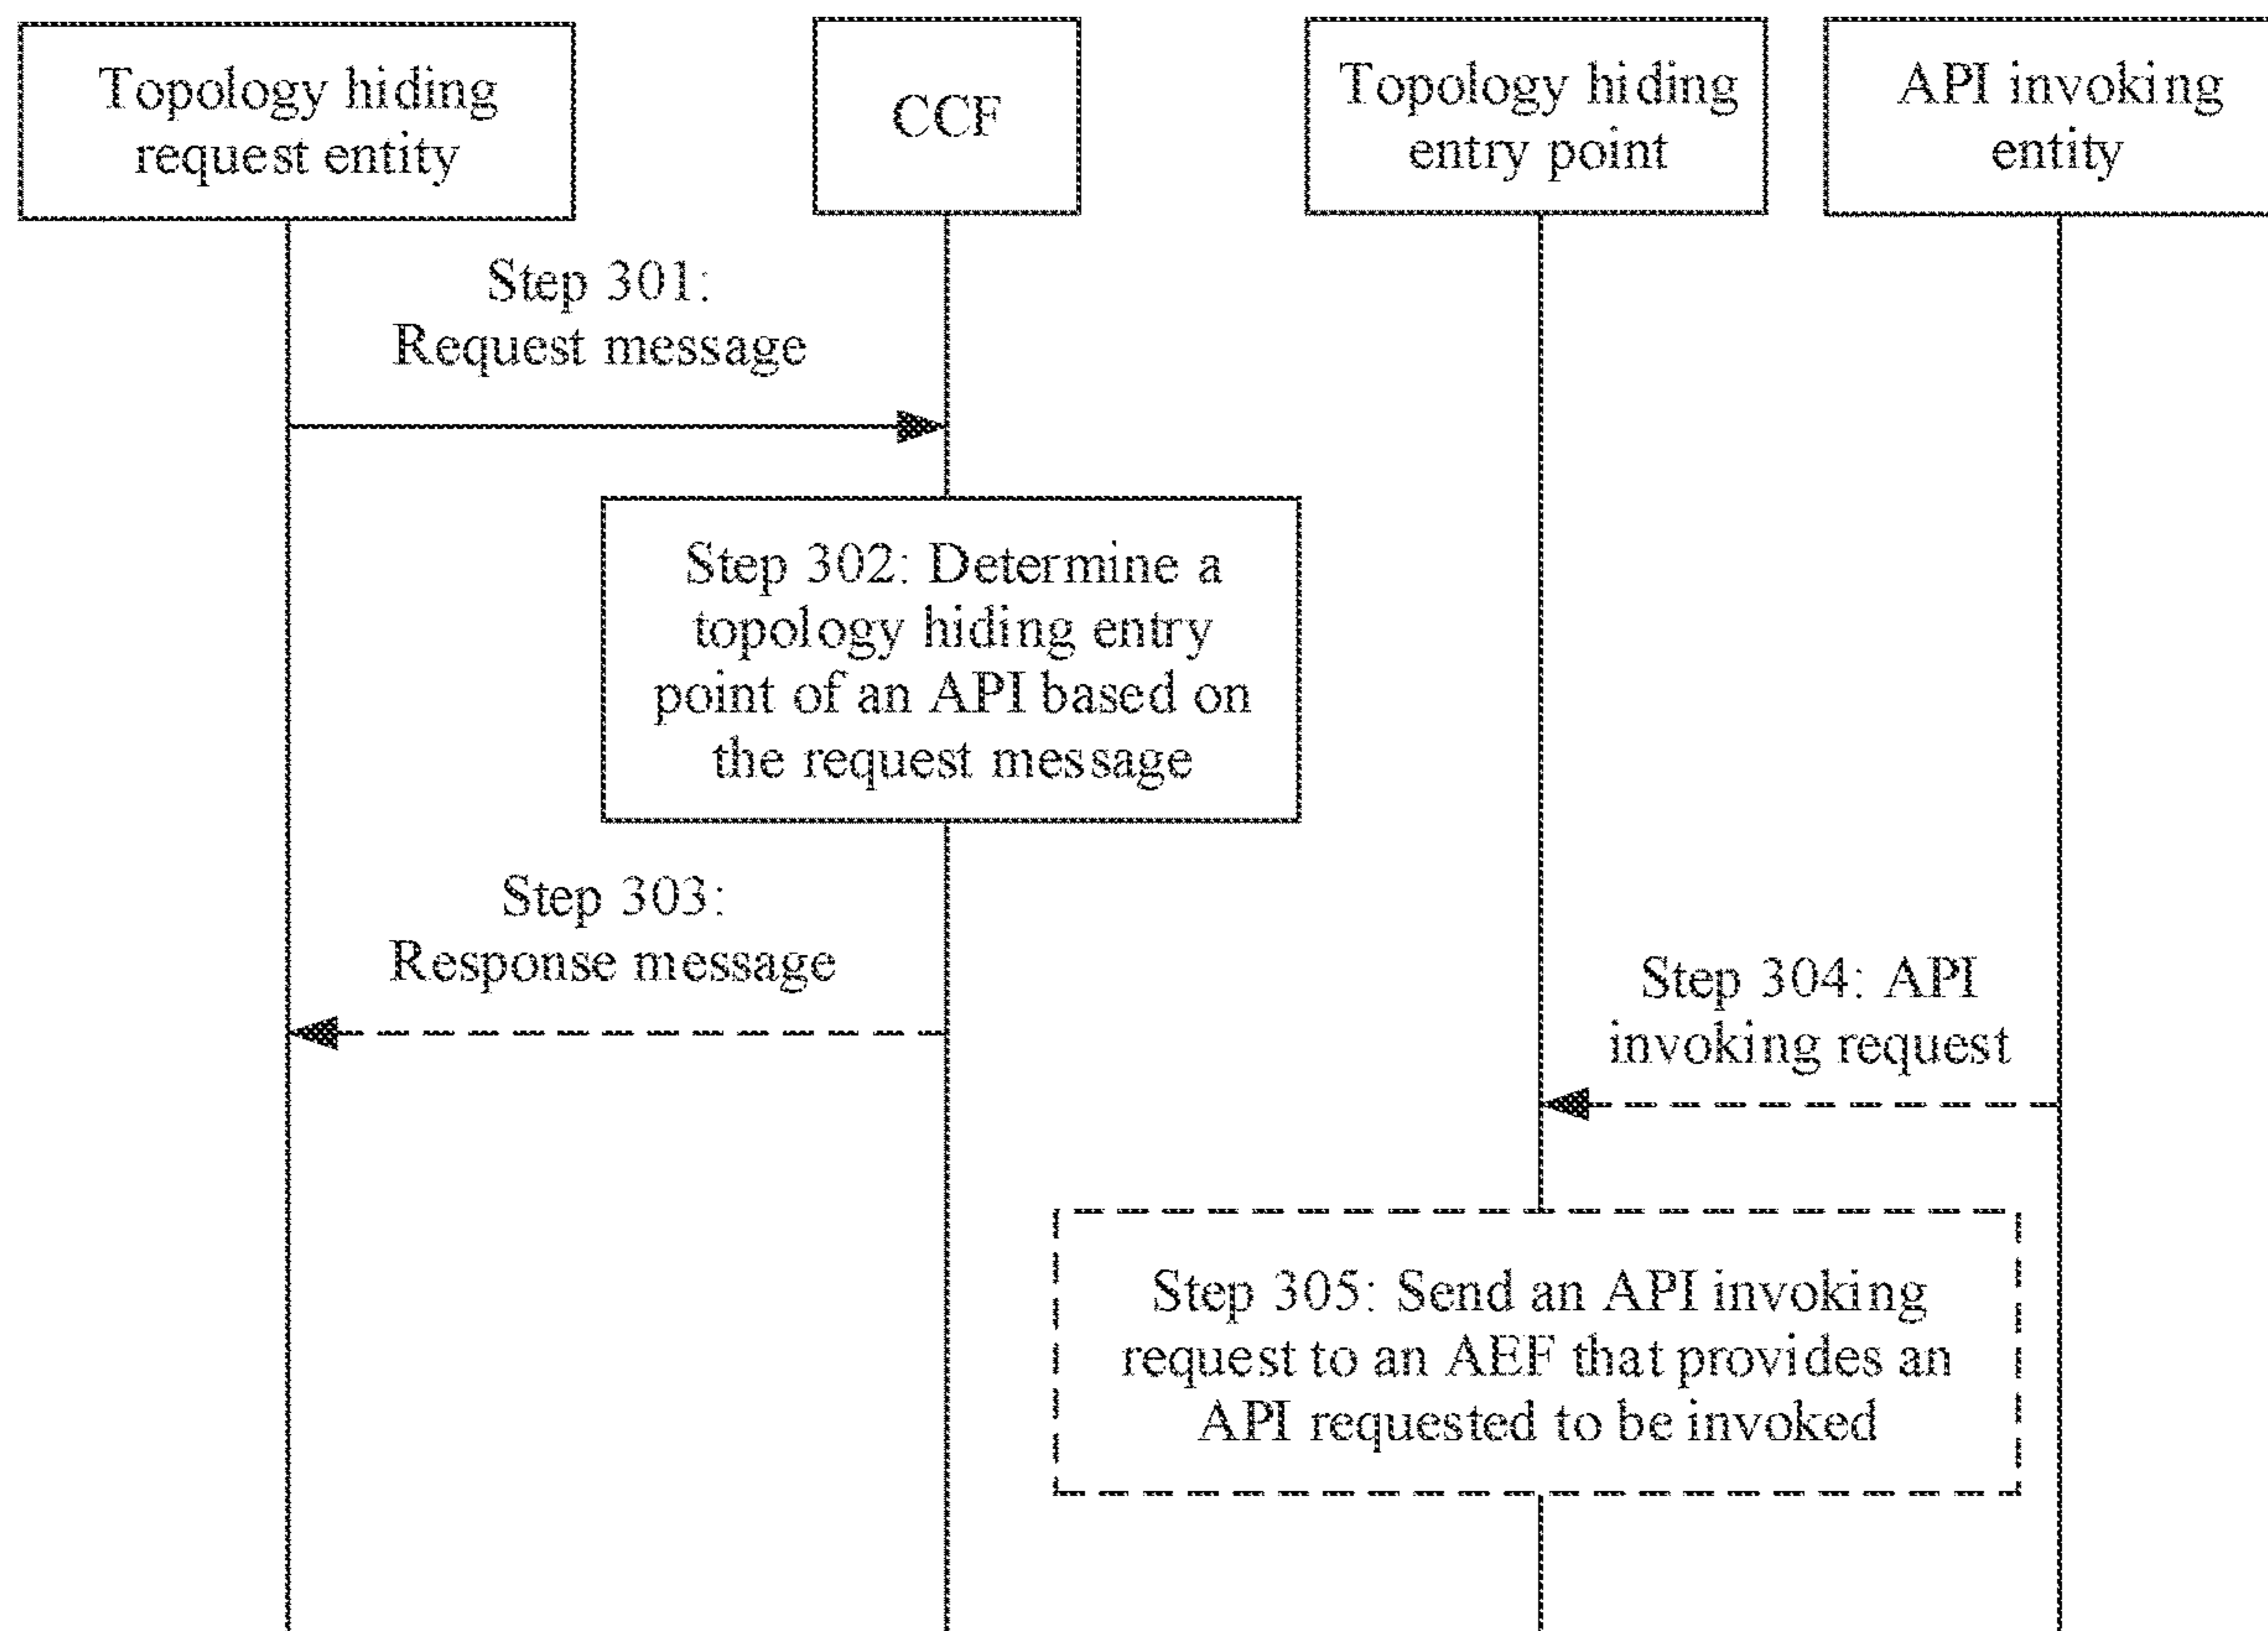 Topology hiding
request entity
CCF
Topology hiding
entry point
API invoking
entity
Step 301:
Request message
Step 302: Determine a
topology hiding entry
point of an API based on
the request message
Step 303:
Response message
Step 304: API
invoking request
Step 305: Send an API invoking
request to an AEF that provides an
API requested to be invoked